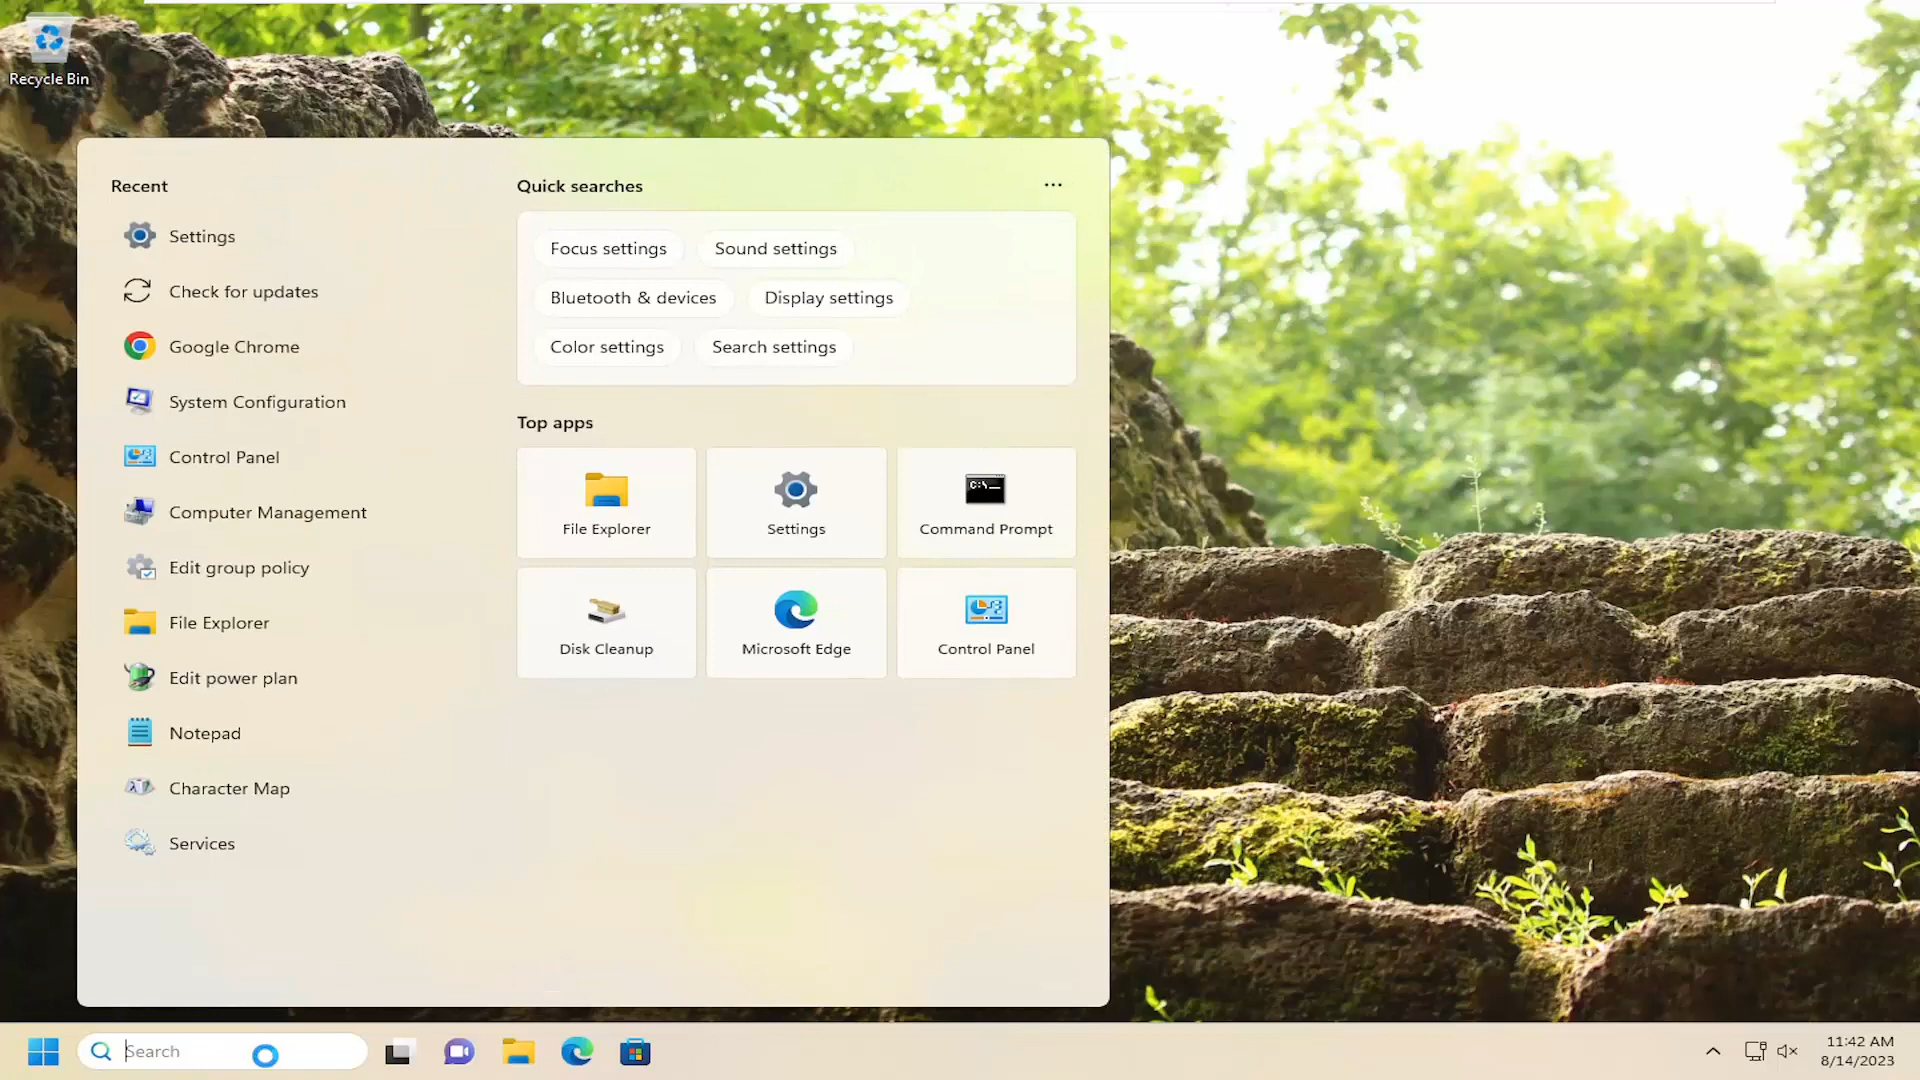 Recycle Bin
Recent
Settings
Check for updates
Google Chrome
System Configuration
Control Panel
Computer Management
Edit group policy
File Explorer
Edit power plan
Notepad
Character Map
Services
Quick searches
Focus settings
Sound settings
Bluetooth & devices
Display settings
Color settings
Search settings
Top apps
File Explorer
Settings
C:\_
Command Prompt
Disk Cleanup
Microsoft Edge
Control Panel
Search
11:42 AM
8/14/2023